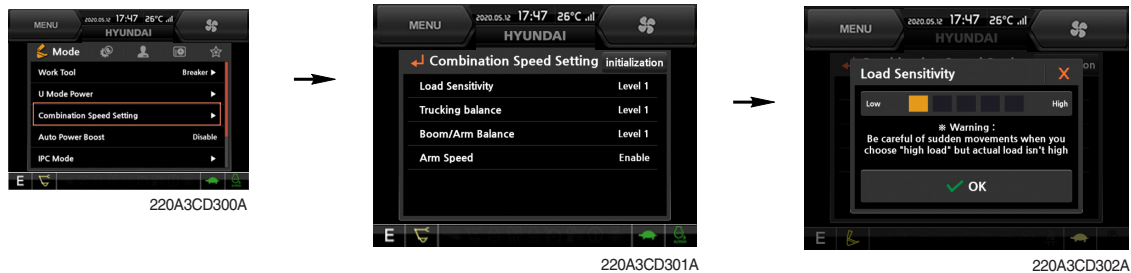 MENU
2020.05.12 17:47 26°C
HYUNDAI
Mode
Work Tool Breaker ▶
U Mode Power ▶
Combination Speed Setting ▶
Auto Power Boost Disable
IPC Mode ▶
E
220A3CD300A
MENU
2020.05.12 17:47 26°C
HYUNDAI
Combination Speed Setting initialization
Load Sensitivity Level 1
Trucking balance Level 1
Boom/Arm Balance Level 1
Arm Speed Enable
E
220A3CD301A
MENU
2020.05.12 17:47 26°C
HYUNDAI
on
Load Sensitivity X
Low High
※ Warning :
Be careful of sudden movements when you
choose "high load" but actual load isn't high
OK
E
220A3CD302A